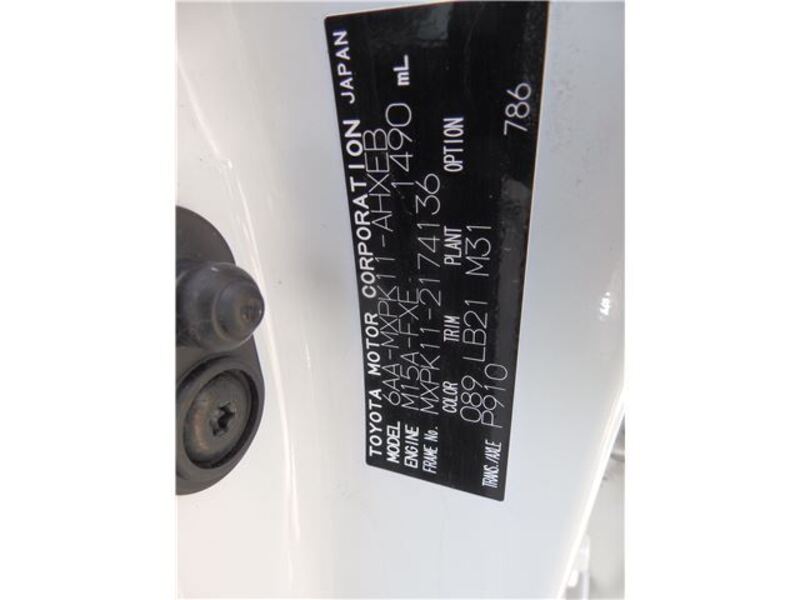 TOYOTA MOTOR CORPORATION JAPAN
MODEL 6AA-MXPK11-AHXEB
ENGINE M15A-FXE 1490 mL
FRAME No. MXPK11-2174136
COLOR TRIM PLANT OPTION
089 LB21 M31
TRANS./AXLE P910 786